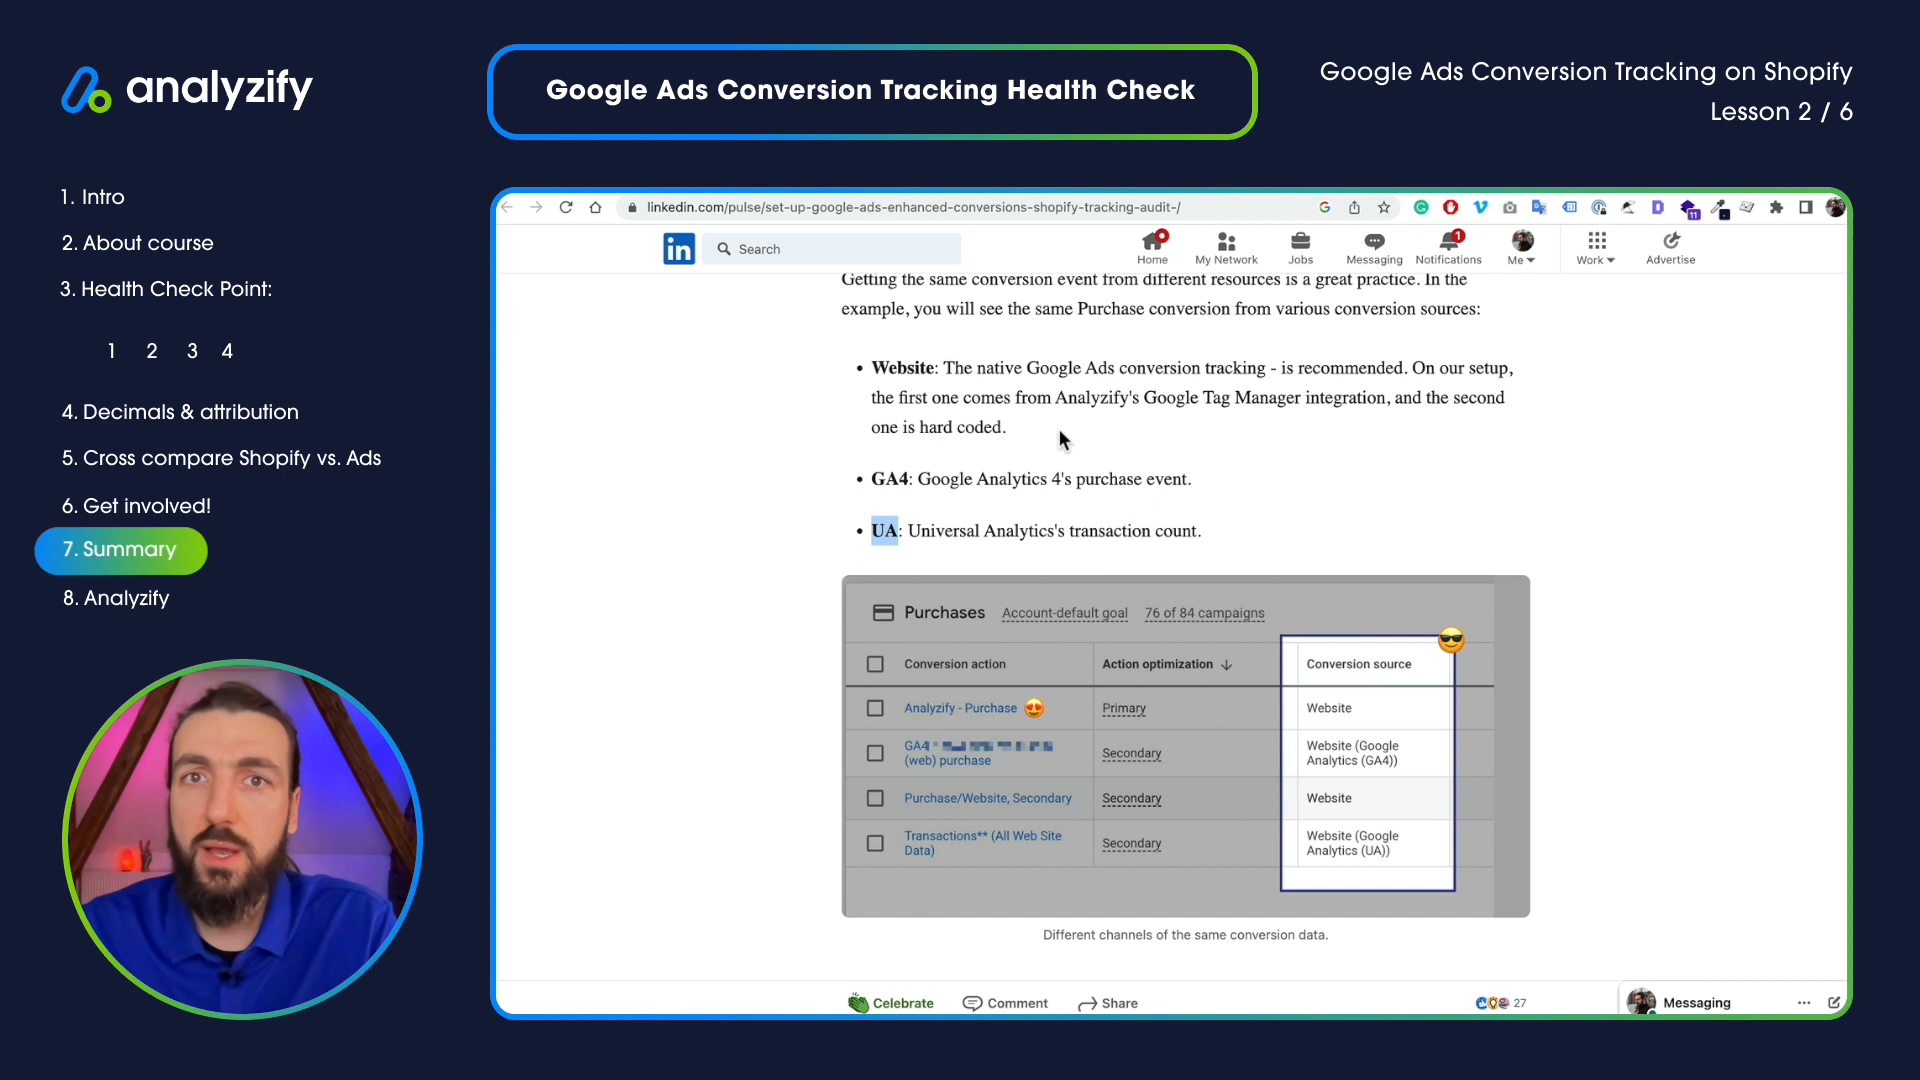 analyzify
Google Ads Conversion Tracking Health Check
Google Ads Conversion Tracking on Shopify
Lesson 2 / 6
1. Intro
2. About course
3. Health Check Point:
1 2 3 4
4. Decimals & attribution
5. Cross compare Shopify vs. Ads
6. Get involved!
7. Summary
8. Analyzify
linkedin.com/pulse/set-up-google-ads-enhanced-conversions-shopify-tracking-audit-/
11
in
Search
Home
My Network
Jobs
Messaging
1
Notifications
Me
Work
Advertise
Getting the same conversion event from different resources is a great practice. In the
example, you will see the same Purchase conversion from various conversion sources:
• Website: The native Google Ads conversion tracking - is recommended. On our setup,
the first one comes from Analyzify's Google Tag Manager integration, and the second
one is hard coded.
• GA4: Google Analytics 4's purchase event.
• UA: Universal Analytics's transaction count.
Purchases Account-default goal 76 of 84 campaigns
Conversion action Action optimization ↓ Conversion source
Analyzify - Purchase Primary Website
GA4
(web) purchase
Secondary
Website (Google
Analytics (GA4))
Purchase/Website, Secondary Secondary Website
Transactions** (All Web Site
Data)
Secondary
Website (Google
Analytics (UA))
Different channels of the same conversion data.
Celebrate Comment Share
27
Messaging